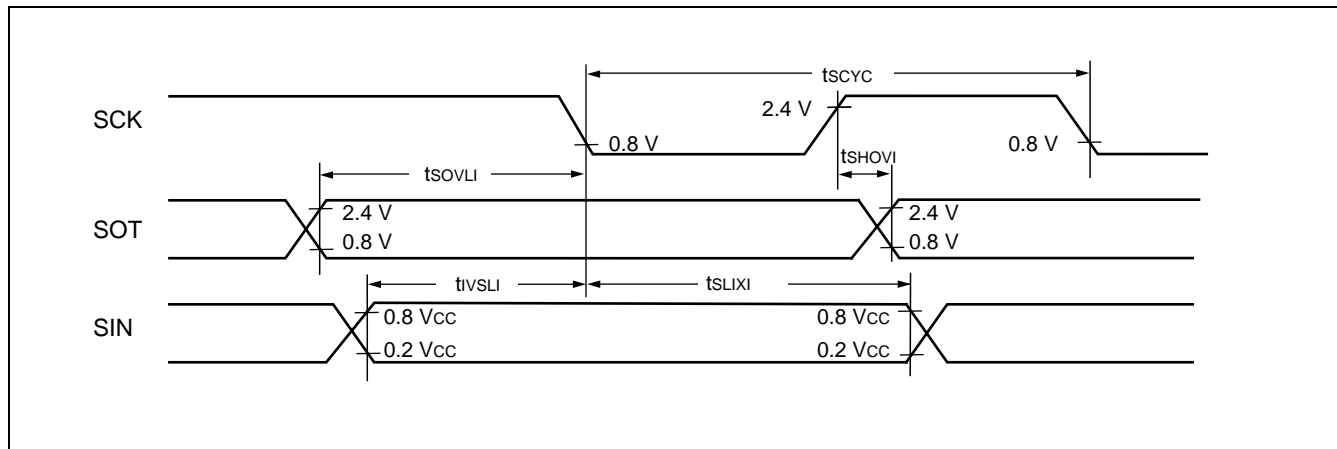 tSCYC
SCK
2.4 V
0.8 V
0.8 V
tSHOVI
tSOVLI
SOT
2.4 V
2.4 V
0.8 V
0.8 V
tIVSLI
tSLIXI
SIN
0.8 VCC
0.8 VCC
0.2 VCC
0.2 VCC